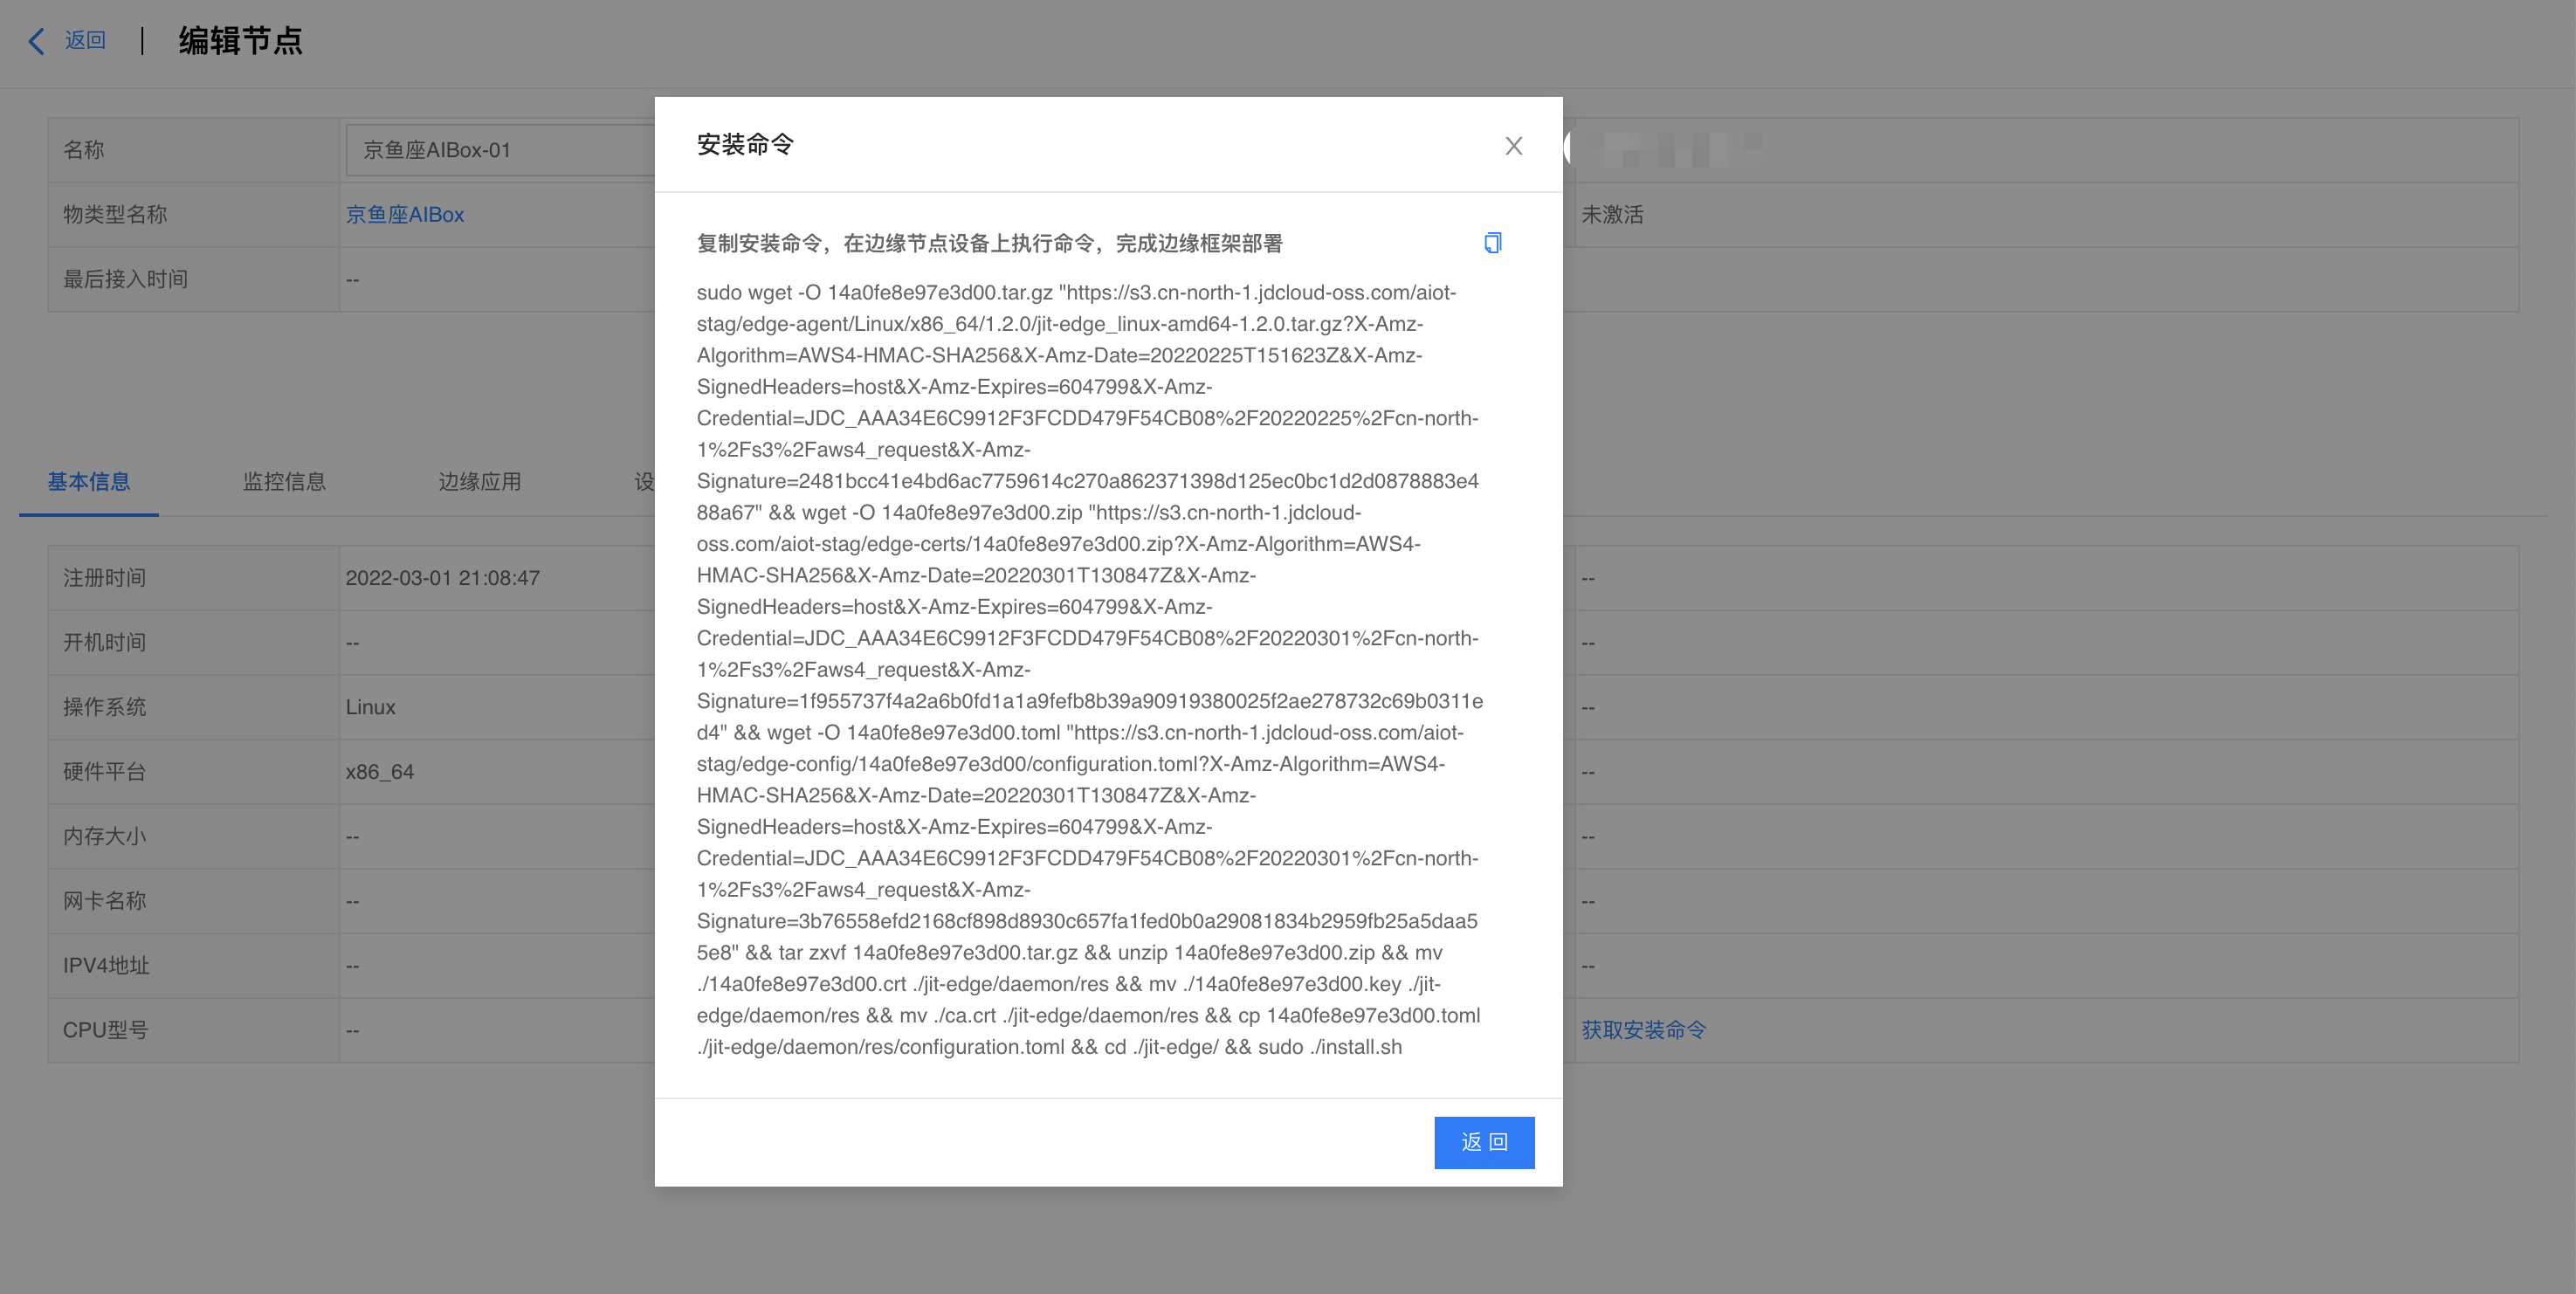 返回
编辑节点
名称
京鱼座AIBox-01
物类型名称
京鱼座AIBox
未激活
最后接入时间
--
基本信息
监控信息
边缘应用
设
注册时间
2022-03-01 21:08:47
--
开机时间
--
--
操作系统
Linux
--
硬件平台
x86_64
--
内存大小
--
--
网卡名称
--
--
IPV4地址
--
--
CPU型号
--
获取安装命令
安装命令
X
复制安装命令，在边缘节点设备上执行命令，完成边缘框架部署
sudo wget -O 14a0fe8e97e3d00.tar.gz "https://s3.cn-north-1.jdcloud-oss.com/aiot-
stag/edge-agent/Linux/x86_64/1.2.0/jit-edge_linux-amd64-1.2.0.tar.gz?X-Amz-
Algorithm=AWS4-HMAC-SHA256&X-Amz-Date=20220225T151623Z&X-Amz-
SignedHeaders=host&X-Amz-Expires=604799&X-Amz-
Credential=JDC_AAA34E6C9912F3FCDD479F54CB08%2F20220225%2Fcn-north-
1%2Fs3%2Faws4_request&X-Amz-
Signature=2481bcc41e4bd6ac7759614c270a862371398d125ec0bc1d2d0878883e4
88a67" && wget -O 14a0fe8e97e3d00.zip "https://s3.cn-north-1.jdcloud-
oss.com/aiot-stag/edge-certs/14a0fe8e97e3d00.zip?X-Amz-Algorithm=AWS4-
HMAC-SHA256&X-Amz-Date=20220301T130847Z&X-Amz-
SignedHeaders=host&X-Amz-Expires=604799&X-Amz-
Credential=JDC_AAA34E6C9912F3FCDD479F54CB08%2F20220301%2Fcn-north-
1%2Fs3%2Faws4_request&X-Amz-
Signature=1f955737f4a2a6b0fd1a1a9fefb8b39a90919380025f2ae278732c69b0311e
d4" && wget -O 14a0fe8e97e3d00.toml "https://s3.cn-north-1.jdcloud-oss.com/aiot-
stag/edge-config/14a0fe8e97e3d00/configuration.toml?X-Amz-Algorithm=AWS4-
HMAC-SHA256&X-Amz-Date=20220301T130847Z&X-Amz-
SignedHeaders=host&X-Amz-Expires=604799&X-Amz-
Credential=JDC_AAA34E6C9912F3FCDD479F54CB08%2F20220301%2Fcn-north-
1%2Fs3%2Faws4_request&X-Amz-
Signature=3b76558efd2168cf898d8930c657fa1fed0b0a29081834b2959fb25a5daa5
5e8" && tar zxvf 14a0fe8e97e3d00.tar.gz && unzip 14a0fe8e97e3d00.zip && mv
./14a0fe8e97e3d00.crt ./jit-edge/daemon/res && mv ./14a0fe8e97e3d00.key ./jit-
edge/daemon/res && mv ./ca.crt ./jit-edge/daemon/res && cp 14a0fe8e97e3d00.toml
./jit-edge/daemon/res/configuration.toml && cd ./jit-edge/ && sudo ./install.sh
返 回